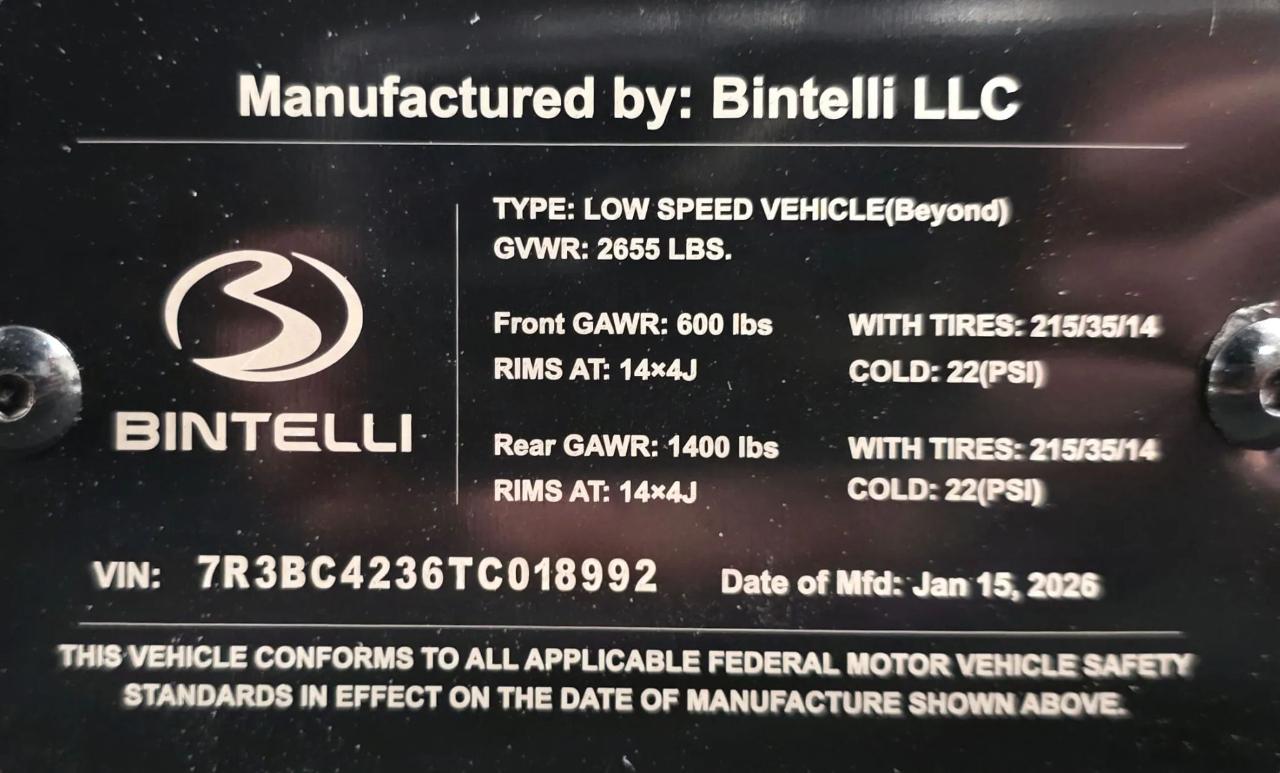 Manufactured by: Bintelli LLC
BINTELLI
TYPE: LOW SPEED VEHICLE(Beyond)
GVWR: 2655 LBS.
Front GAWR: 600 lbs WITH TIRES: 215/35/14
RIMS AT: 14×4J COLD: 22(PSI)
Rear GAWR: 1400 lbs WITH TIRES: 215/35/14
RIMS AT: 14×4J COLD: 22(PSI)
VIN: 7R3BC4236TC018992 Date of Mfd: Jan 15, 2026
THIS VEHICLE CONFORMS TO ALL APPLICABLE FEDERAL MOTOR VEHICLE SAFETY
STANDARDS IN EFFECT ON THE DATE OF MANUFACTURE SHOWN ABOVE.